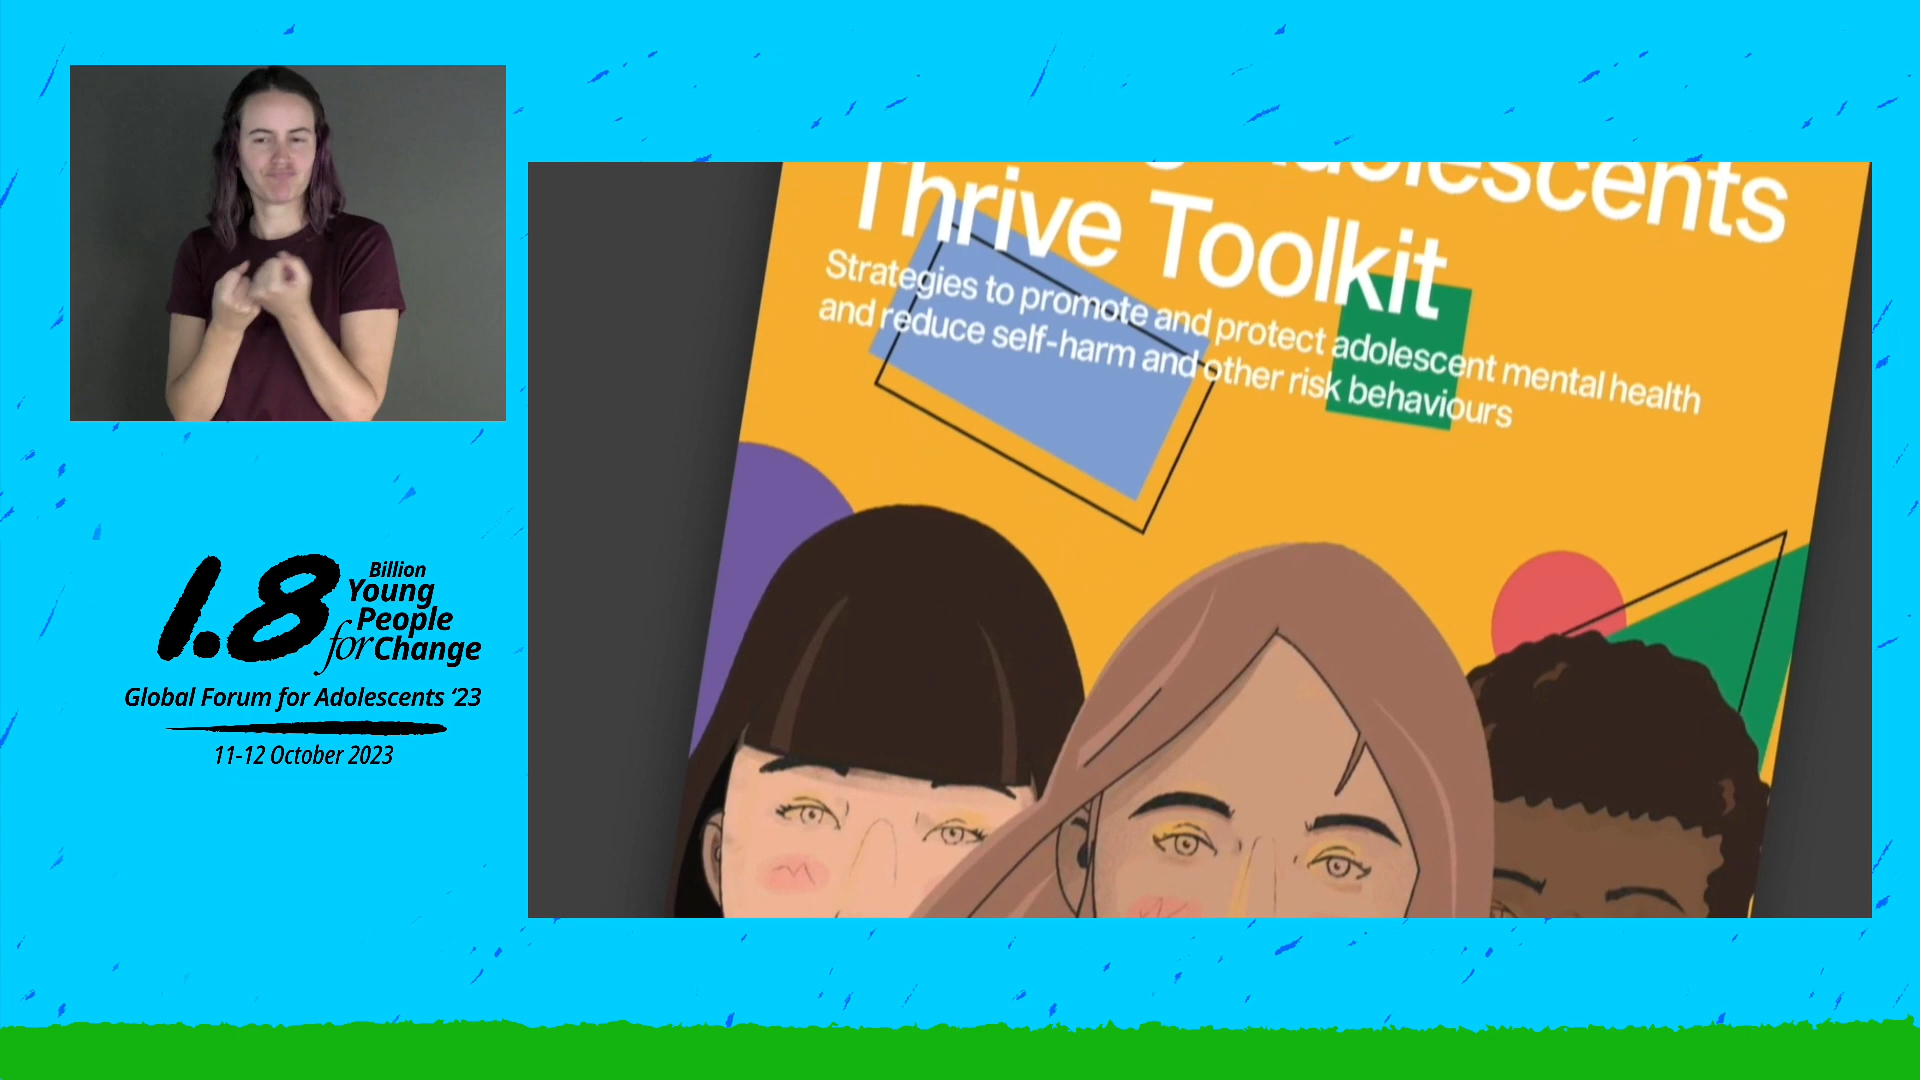 1.8
Billion
Young
People
for Change
Global Forum for Adolescents ‘23
11-12 October 2023
Adolescents
Thrive Toolkit
Strategies to promote and protect adolescent mental health
and reduce self-harm and other risk behaviours